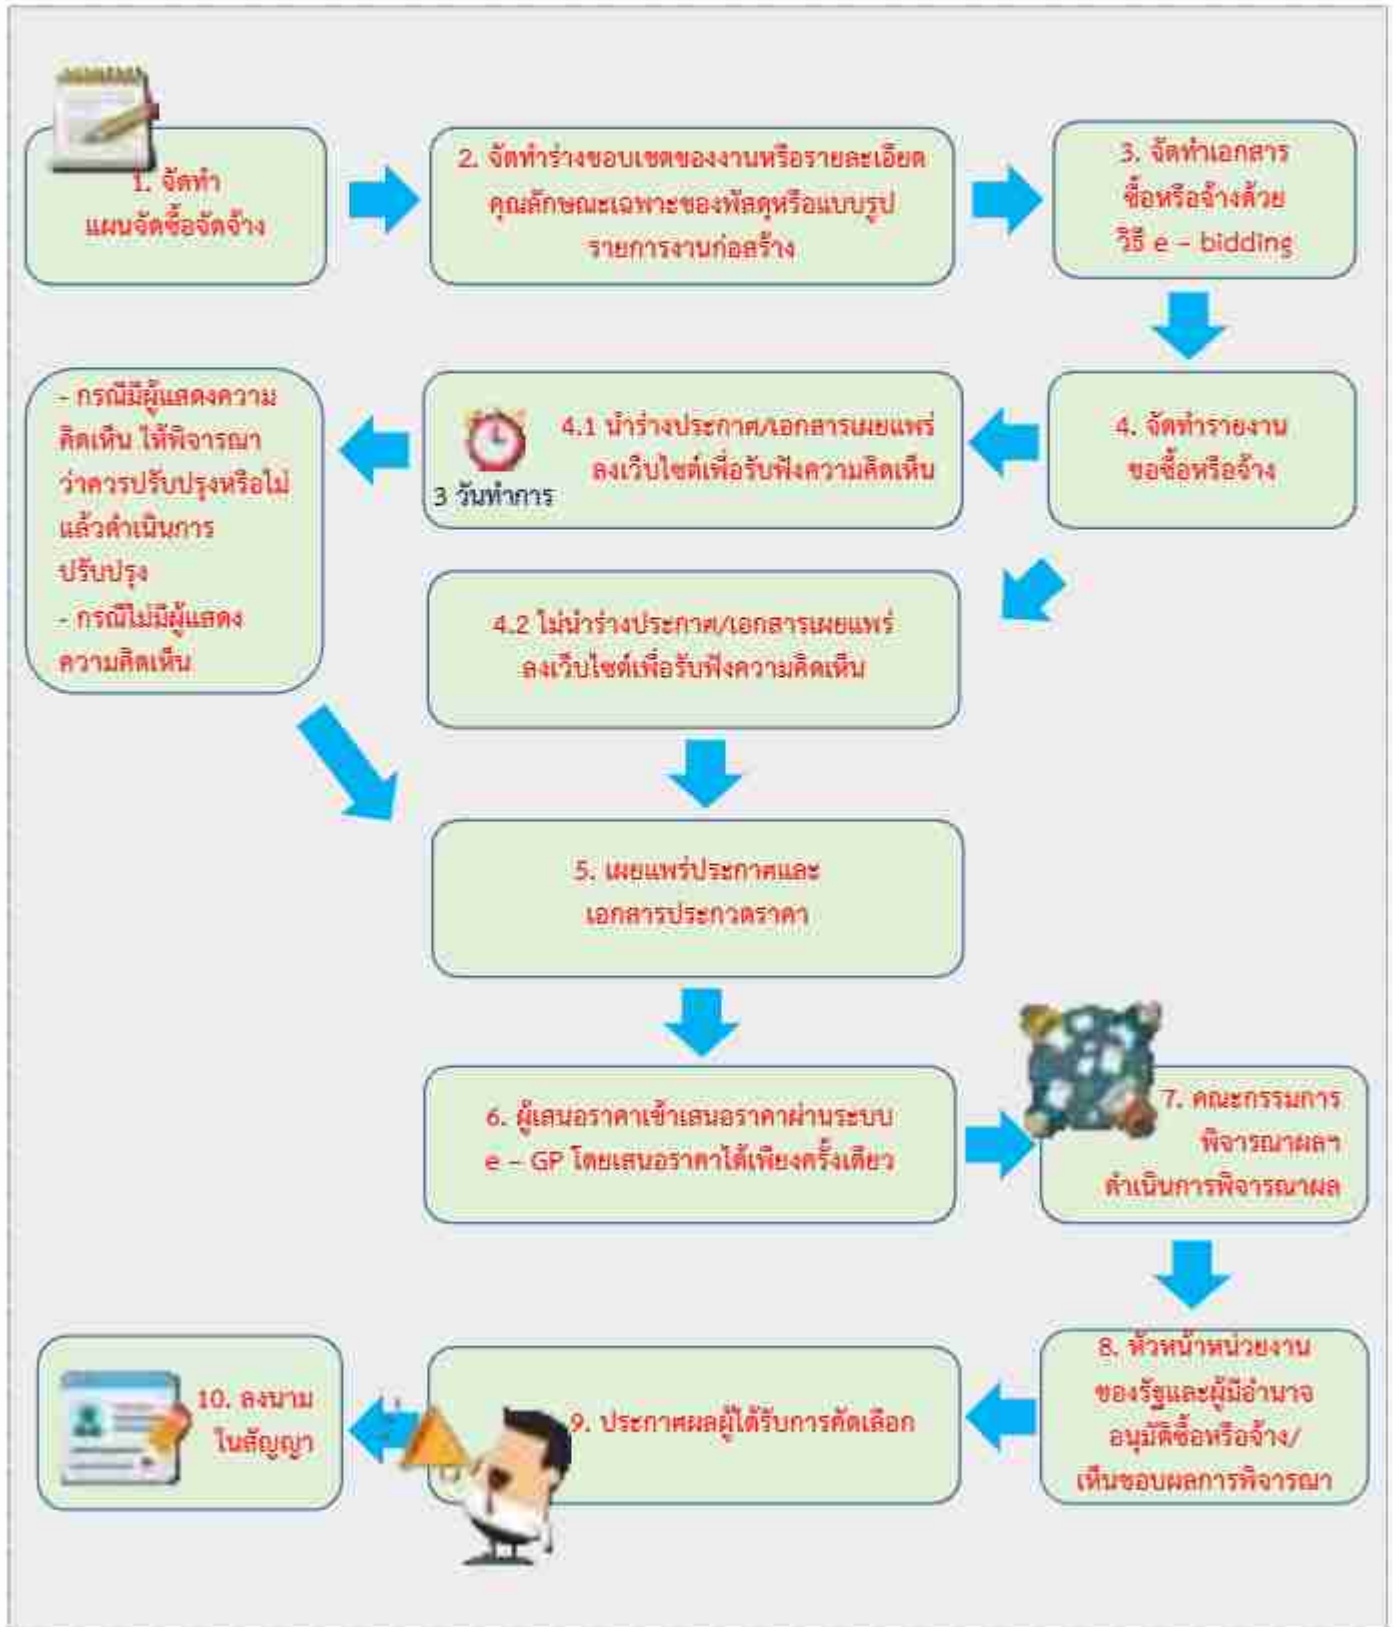 1. จัดทำ
แผนจัดซื้อจัดจ้าง
2. จัดทำร่างขอบเขตของงานหรือรายละเอียด
คุณลักษณะเฉพาะของพัสดุหรือแบบรูป
รายการงานก่อสร้าง
3. จัดทำเอกสาร
ซื้อหรือจ้างด้วย
วิธี e – bidding
4. จัดทำรายงาน
ขอซื้อหรือจ้าง
4.1 นำร่างประกาศ/เอกสารเผยแพร่
ลงเว็บไซต์เพื่อรับฟังความคิดเห็น
3 วันทำการ
- กรณีมีผู้แสดงความ
คิดเห็น ให้พิจารณา
ว่าควรปรับปรุงหรือไม่
แล้วดำเนินการ
ปรับปรุง
- กรณีไม่มีผู้แสดง
ความคิดเห็น
4.2 ไม่นำร่างประกาศ/เอกสารเผยแพร่
ลงเว็บไซต์เพื่อรับฟังความคิดเห็น
5. เผยแพร่ประกาศและ
เอกสารประกวดราคา
6. ผู้เสนอราคาเข้าเสนอราคาผ่านระบบ
e – GP โดยเสนอราคาได้เพียงครั้งเดียว
7. คณะกรรมการ
พิจารณาผลฯ
ดำเนินการพิจารณาผล
8. หัวหน้าหน่วยงาน
ของรัฐและผู้มีอำนาจ
อนุมัติซื้อหรือจ้าง/
เห็นชอบผลการพิจารณา
9. ประกาศผลผู้ได้รับการคัดเลือก
10. ลงนาม
ในสัญญา